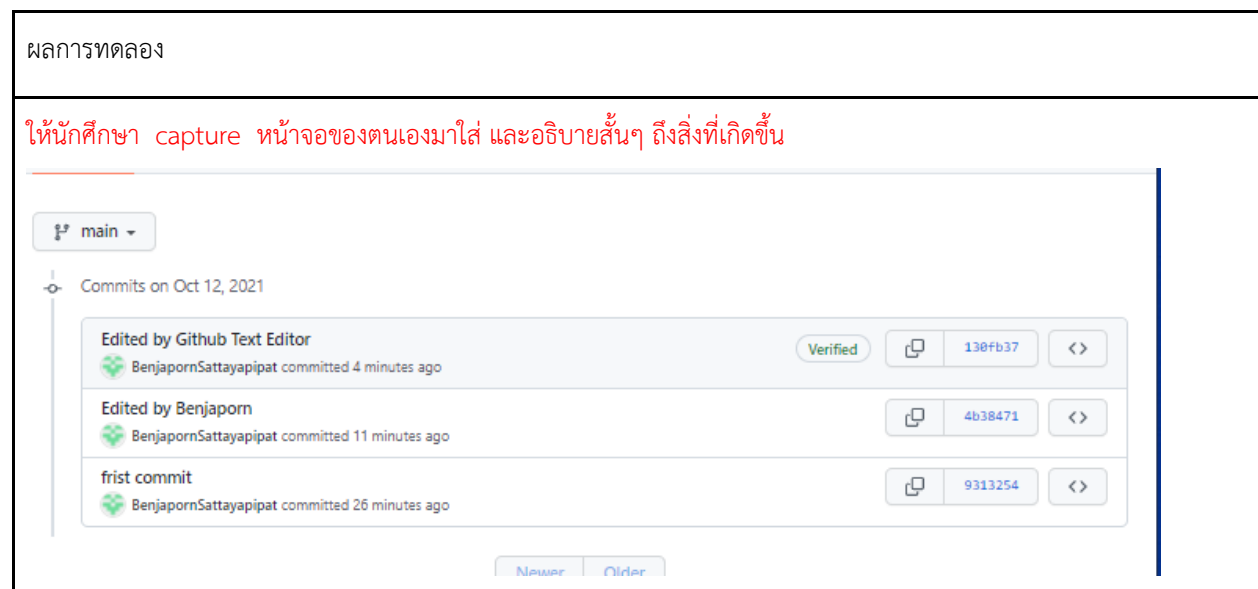 ผลการทดลอง
ให้นักศึกษา capture หน้าจอของตนเองมาใส่ และอธิบายสั้นๆ ถึงสิ่งที่เกิดขึ้น
main
Commits on Oct 12, 2021
Edited by Github Text Editor
Verified
130fb37
BenjapornSattayapipat committed 4 minutes ago
Edited by Benjaporn
4b38471
BenjapornSattayapipat committed 11 minutes ago
frist commit
9313254
BenjapornSattayapipat committed 26 minutes ago
Newer Older